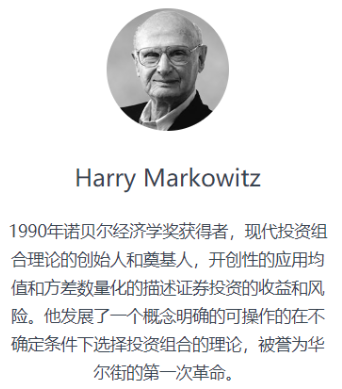 Harry Markowitz
1990年诺贝尔经济学奖获得者，现代投资组
合理论的创始人和奠基人，开创性的应用均
值和方差数量化的描述证券投资的收益和风
险。他发展了一个概念明确的可操作的在不
确定条件下选择投资组合的理论，被誉为华
尔街的第一次革命。